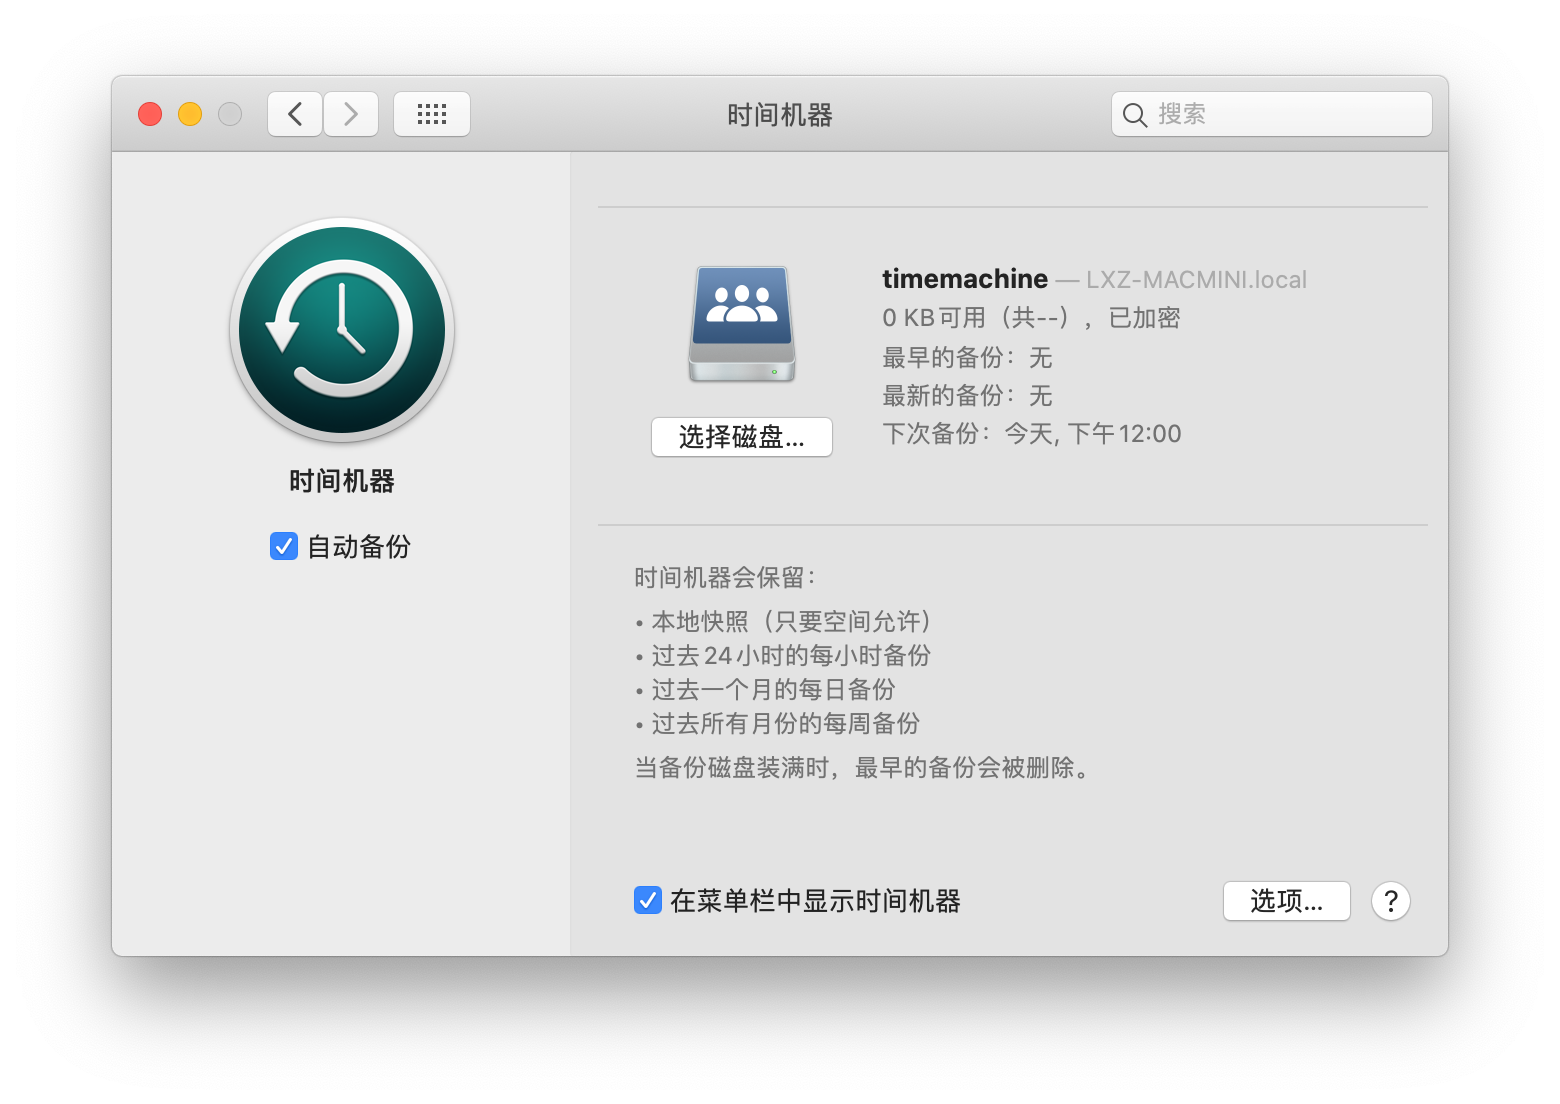 时间机器
搜索
时间机器
自动备份
timemachine — LXZ-MACMINI.local
0 KB可用（共--），已加密
最早的备份：无
最新的备份：无
下次备份：今天, 下午12:00
选择磁盘...
时间机器会保留：
• 本地快照（只要空间允许）
• 过去24小时的每小时备份
• 过去一个月的每日备份
• 过去所有月份的每周备份
当备份磁盘装满时，最早的备份会被删除。
在菜单栏中显示时间机器
选项...
?